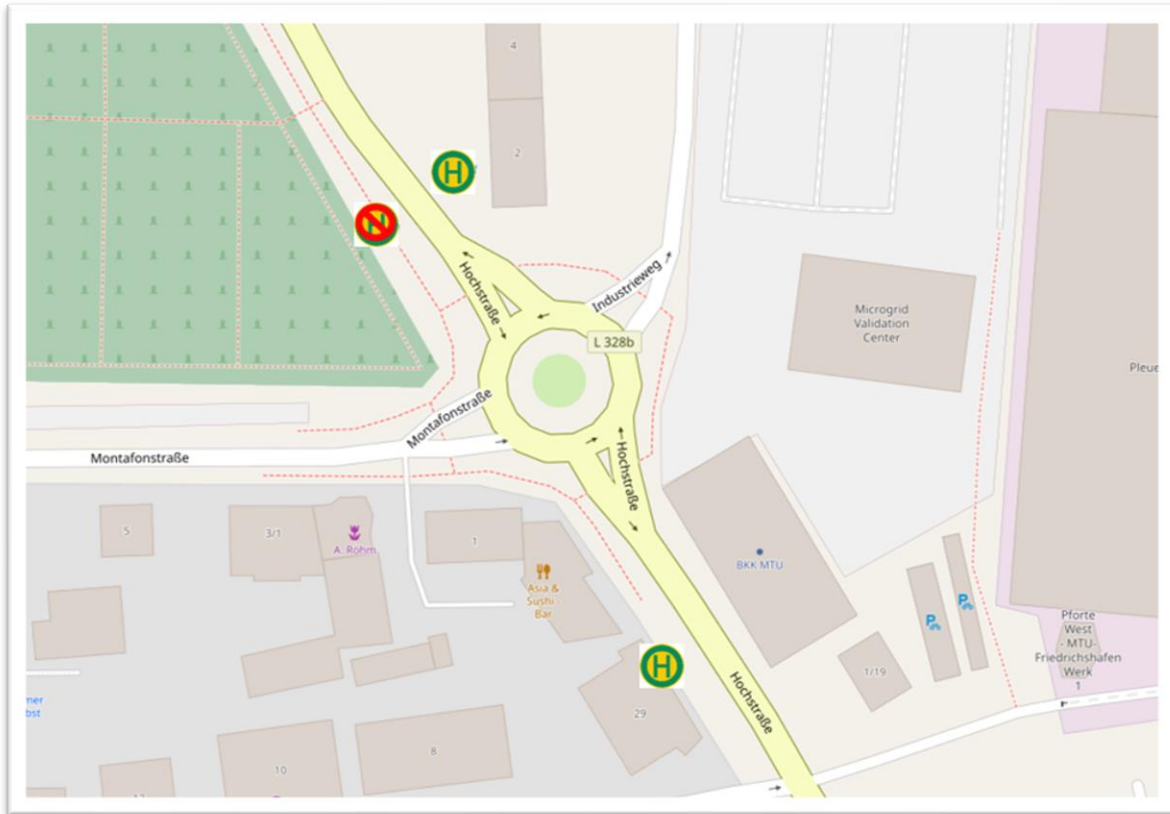 4
2
H
H
Hochstraße
Industrieweg
L 328b
Microgrid
Validation
Center
Montafonstraße
Montafonstraße
Hochstraße
5
3/1
A. Röhm
1
Asia &
Sushi-
Bar
BKK MTU
P
P
Pforte
West
- MTU-
Friedrichshafen
Werk
1
1/19
H
29
Hochstraße
8
10